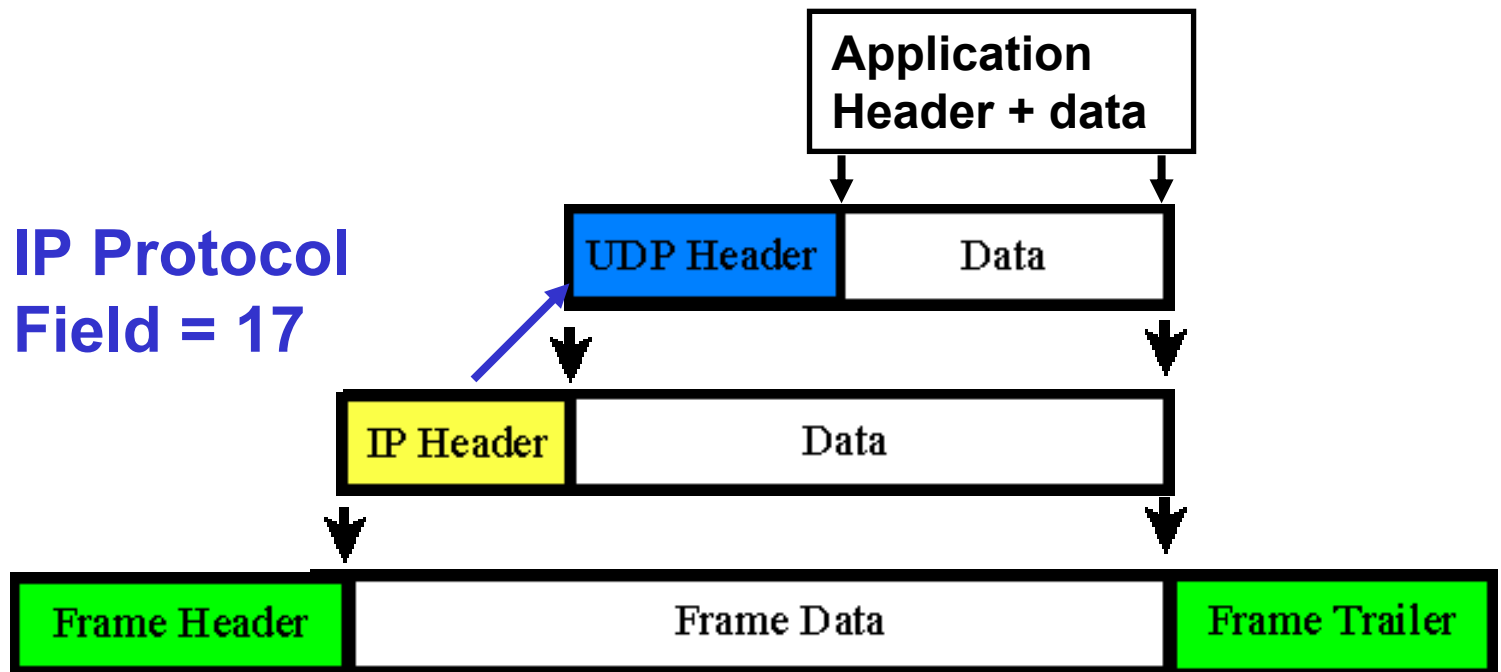 Application
Header + data
UDP Header
Data
IP Protocol
Field = 17
IP Header
Data
Frame Header
Frame Data
Frame Trailer